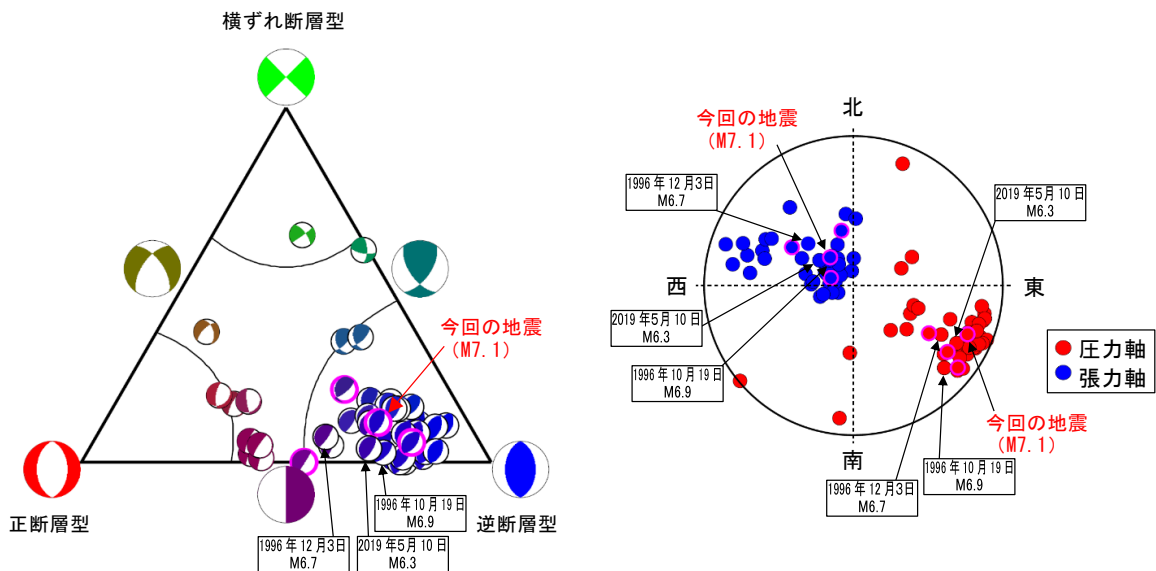 横ずれ断層型
今回の地震
(M7.1)
正断層型
逆断層型
1996年10月19日
M6.9
1996年12月3日
M6.7
2019年5月10日
M6.3
北
今回の地震
(M7.1)
1996年12月3日
M6.7
2019年5月10日
M6.3
西
東
2019年5月10日
M6.3
1996年10月19日
M6.9
圧力軸
張力軸
今回の地震
(M7.1)
南
1996年10月19日
M6.9
1996年12月3日
M6.7